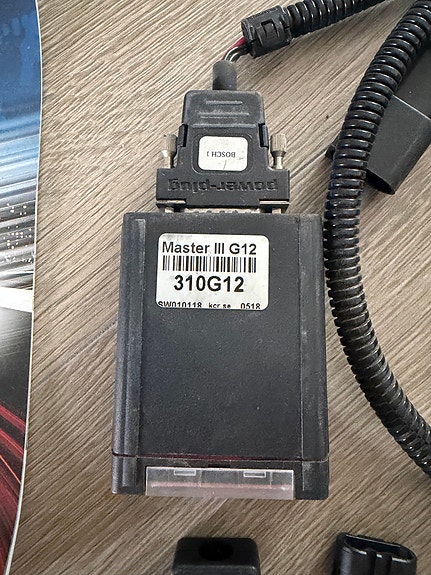 BOSCH 1
power-plug
Master III G12
310G12
SW010118 kcr.se 0518